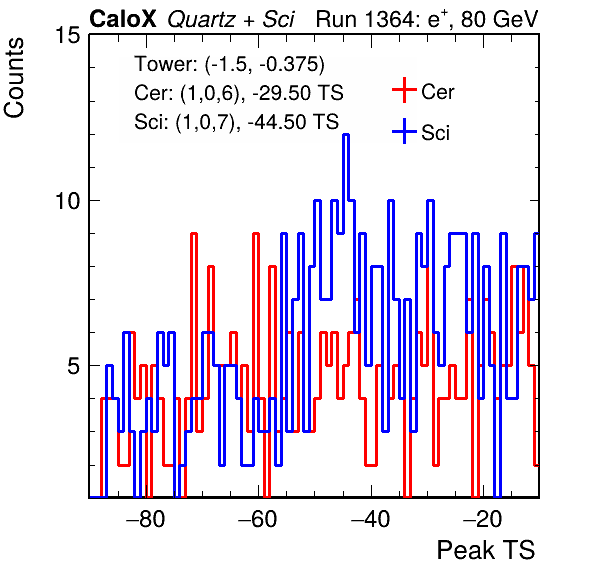 CaloX Quartz + Sci Run 1364: e⁺, 80 GeV
Counts
15
10
5
Tower: (-1.5, -0.375)
Cer: (1,0,6), -29.50 TS
Sci: (1,0,7), -44.50 TS
Cer
Sci
−80 −60 −40 −20
Peak TS